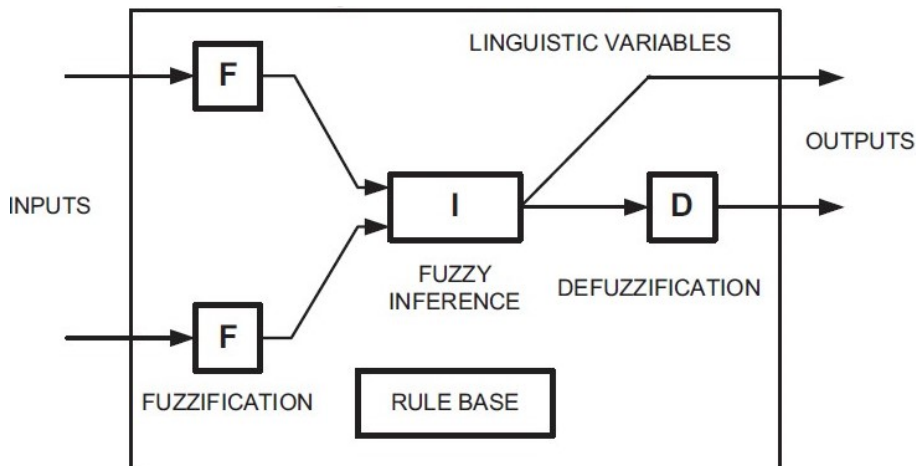 LINGUISTIC VARIABLES
F
OUTPUTS
INPUTS
I
D
FUZZY
INFERENCE
DEFUZZIFICATION
F
FUZZIFICATION
RULE BASE